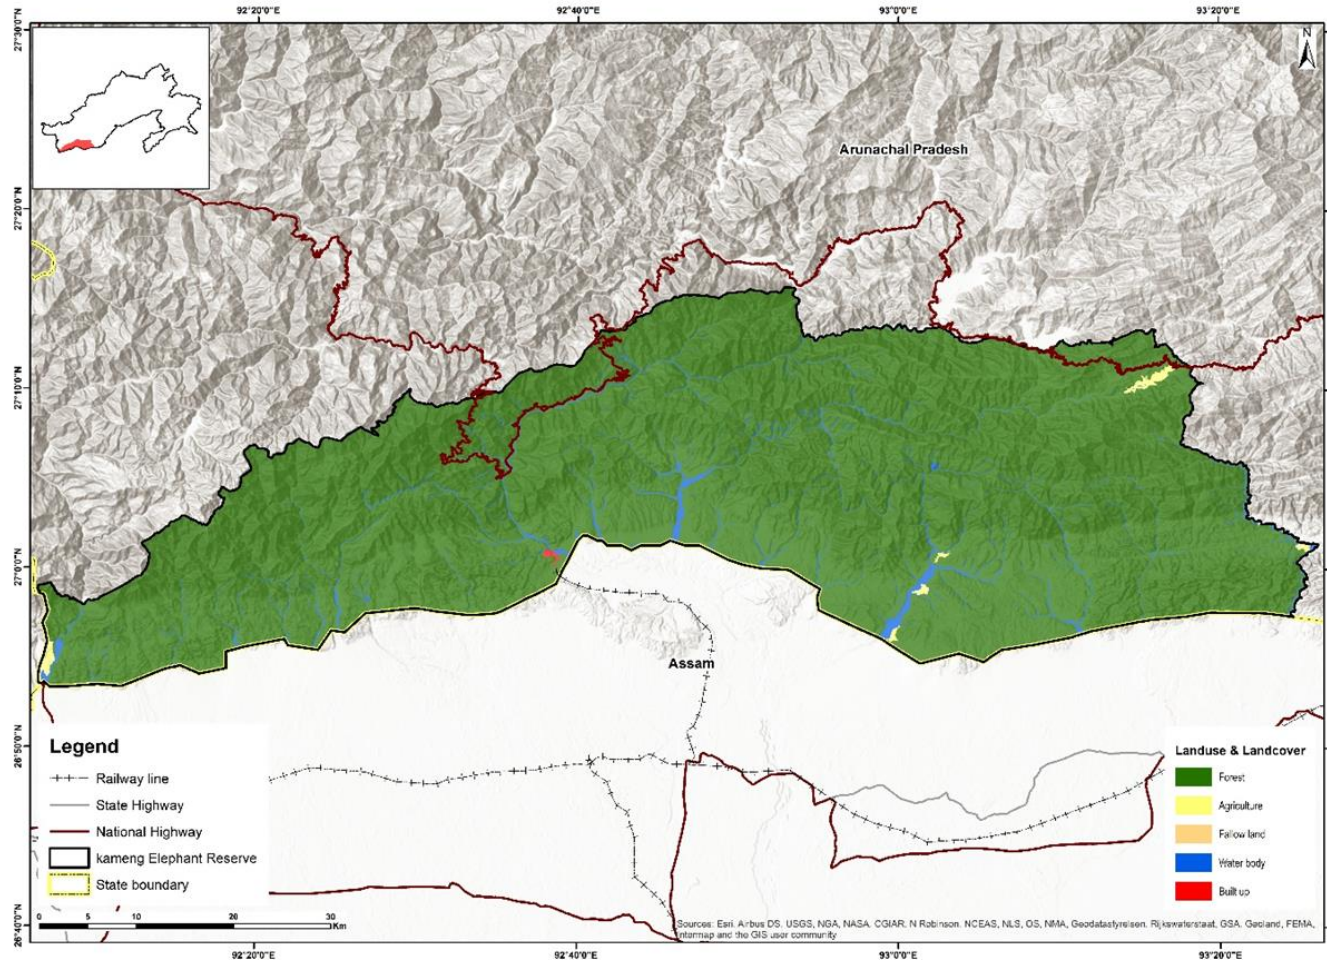 92°20'0"E 92°40'0"E 93°0'0"E 93°20'0"E
27°30'0"N
N
Arunachal Pradesh
27°20'0"N
27°10'0"N
27°0'0"N
Assam
26°50'0"N
26°40'0"N
Legend
Railway line
State Highway
National Highway
kameng Elephant Reserve
State boundary
0 5 10 20 30
Km
Landuse & Landcover
Forest
Agriculture
Fallow land
Water body
Built up
Sources: Esri, Airbus DS, USGS, NGA, NASA, CGIAR, N Robinson, NCEAS, NLS, OS, NMA, Geodatastyrelsen, Rijkswaterstaat, GSA, Geoland, FEMA,
Intermap and the GIS user community
92°20'0"E 92°40'0"E 93°0'0"E 93°20'0"E